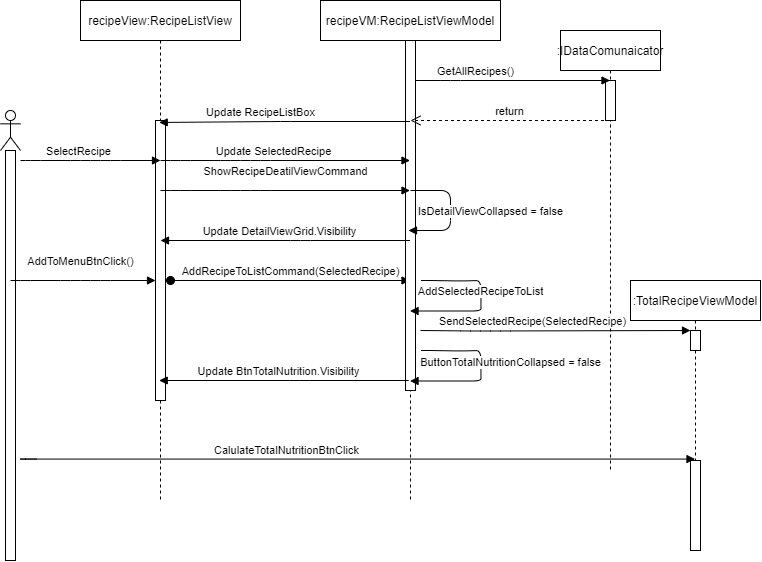 recipeView:RecipeListView
recipeVM:RecipeListViewModel
:IDataComunaicator
GetAllRecipes()
Update RecipeListBox
return
SelectRecipe
Update SelectedRecipe
ShowRecipeDeatilViewCommand
IsDetailViewCollapsed = false
Update DetailViewGrid.Visibility
AddToMenuBtnClick()
AddRecipeToListCommand(SelectedRecipe)
AddSelectedRecipeToList
:TotalRecipeViewModel
SendSelectedRecipe(SelectedRecipe)
ButtonTotalNutritionCollapsed = false
Update BtnTotalNutrition.Visibility
CalulateTotalNutritionBtnClick